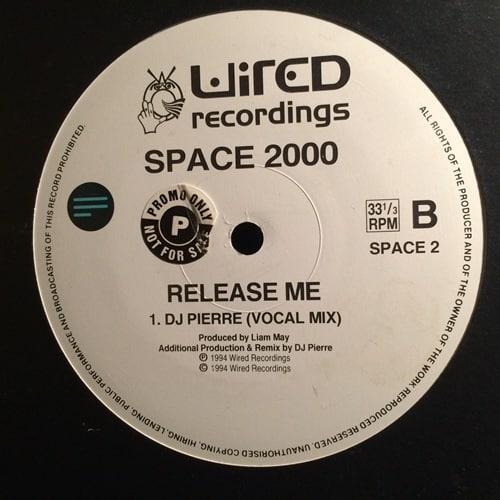 WiRED
recordings
SPACE 2000
PROMO ONLY
P
NOT FOR SALE
33 1/3
RPM
B
SPACE 2
RELEASE ME
1. DJ PIERRE (VOCAL MIX)
Produced by Liam May
Additional Production & Remix by DJ Pierre
℗ 1994 Wired Recordings
© 1994 Wired Recordings
ALL RIGHTS OF THE PRODUCER AND OF THE OWNER OF THE WORK REPRODUCED RESERVED. UNAUTHORISED COPYING, HIRING, LENDING, PUBLIC PERFORMANCE AND BROADCASTING OF THIS RECORD PROHIBITED.